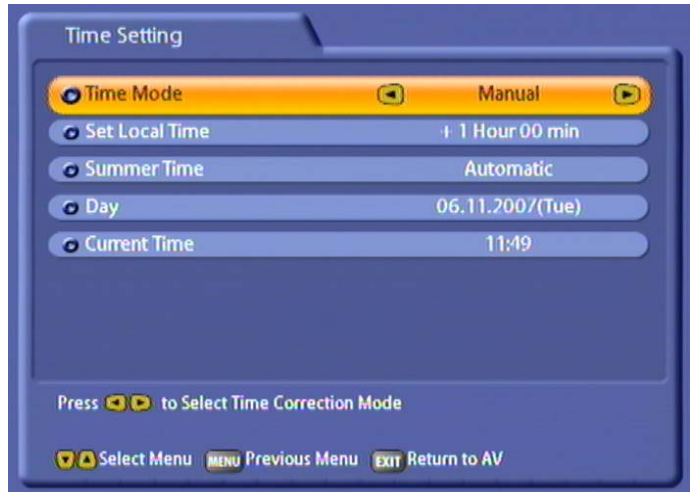 Time Setting
Time Mode Manual
Set Local Time + 1 Hour 00 min
Summer Time Automatic
Day 06.11.2007(Tue)
Current Time 11:49
Press to Select Time Correction Mode
Select Menu MENU Previous Menu EXIT Return to AV